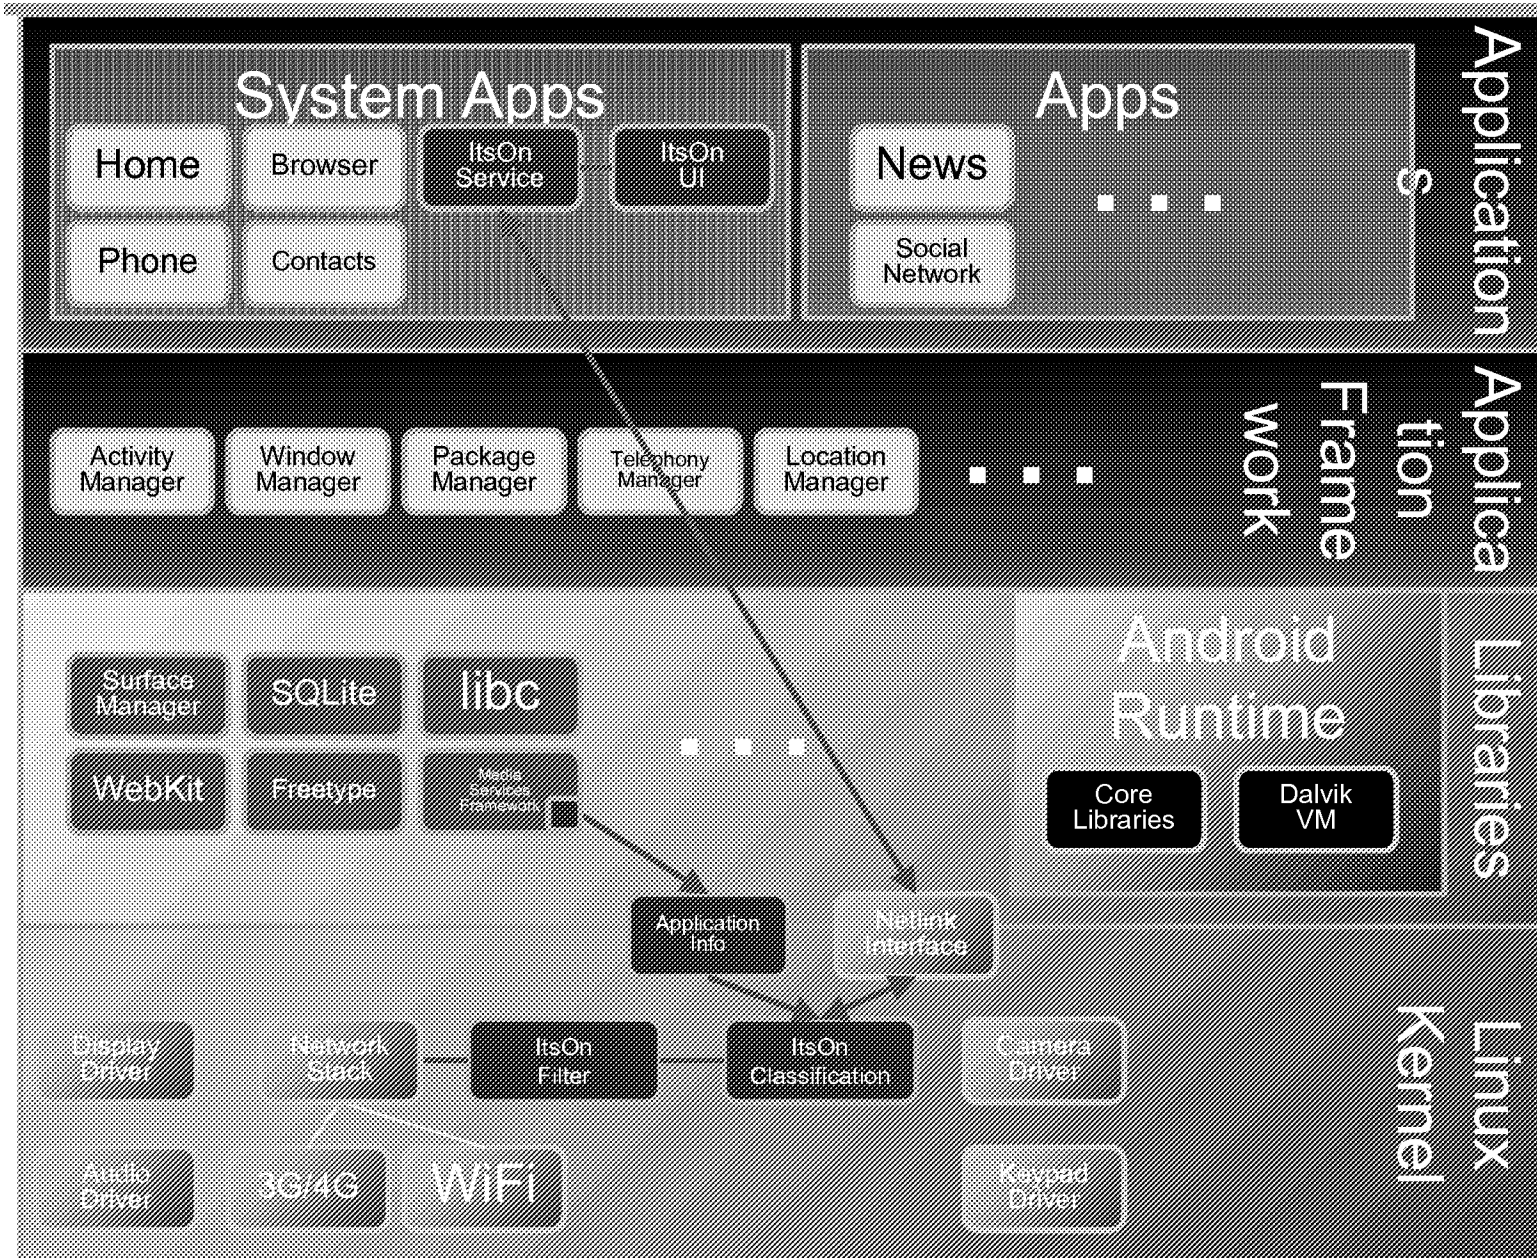 System Apps
Apps
Home
Browser
ItsOn
Service
ItsOn
UI
Phone
Contacts
News
Social
Network
Application
s
Activity
Manager
Window
Manager
Package
Manager
Telephony
Manager
Location
Manager
Applica
tion
Frame
work
Surface
Manager
SQLite
libc
WebKit
Freetype
Media
Services
Framework
Android
Runtime
Core
Libraries
Dalvik
VM
Libraries
Application
Info
Netlink
Interface
Display
Driver
Network
Stack
ItsOn
Filter
ItsOn
Classification
Camera
Driver
Audio
Driver
3G/4G
WiFi
Keypad
Driver
Linux
Kernel